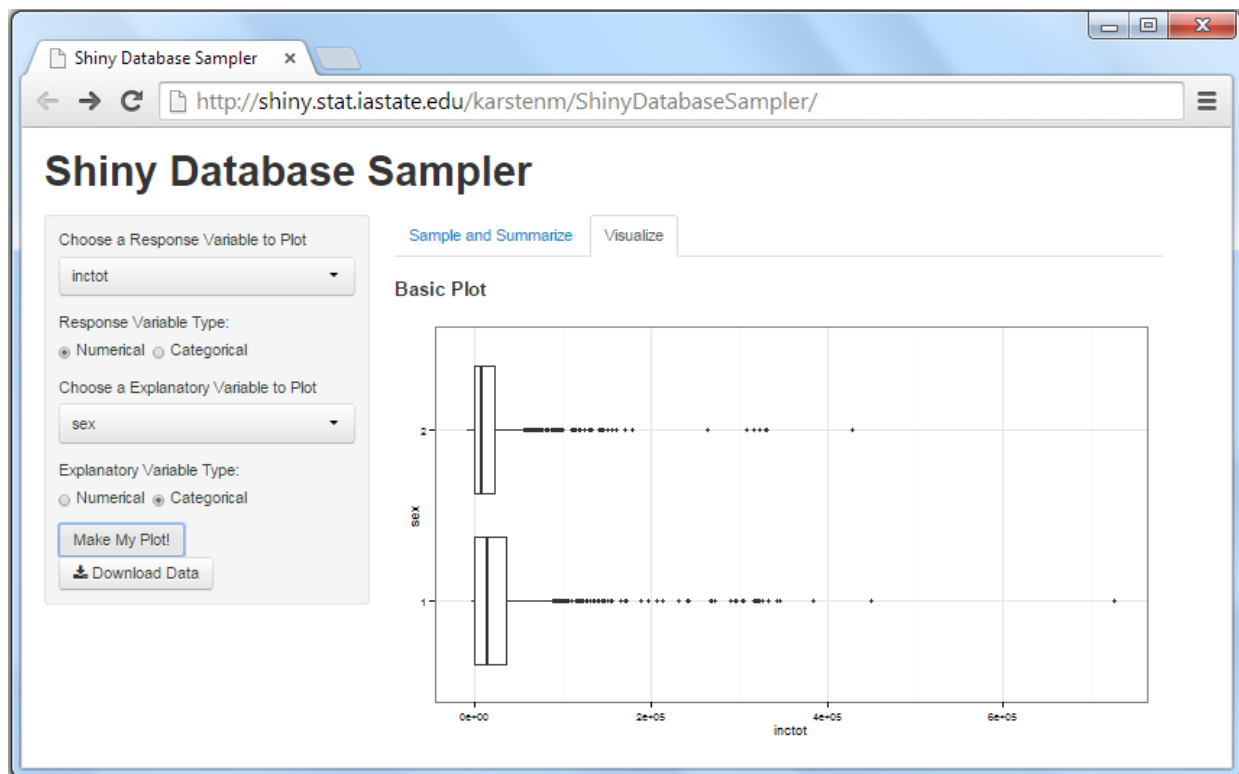 Shiny Database Sampler
http://shiny.stat.iastate.edu/karstenm/ShinyDatabaseSampler/
Shiny Database Sampler
Choose a Response Variable to Plot
inctot
Response Variable Type:
Numerical Categorical
Choose a Explanatory Variable to Plot
sex
Explanatory Variable Type:
Numerical Categorical
Make My Plot!
Download Data
Sample and Summarize Visualize
Basic Plot
2
sex
1
0e+00 2e+05 4e+05 6e+05
inctot